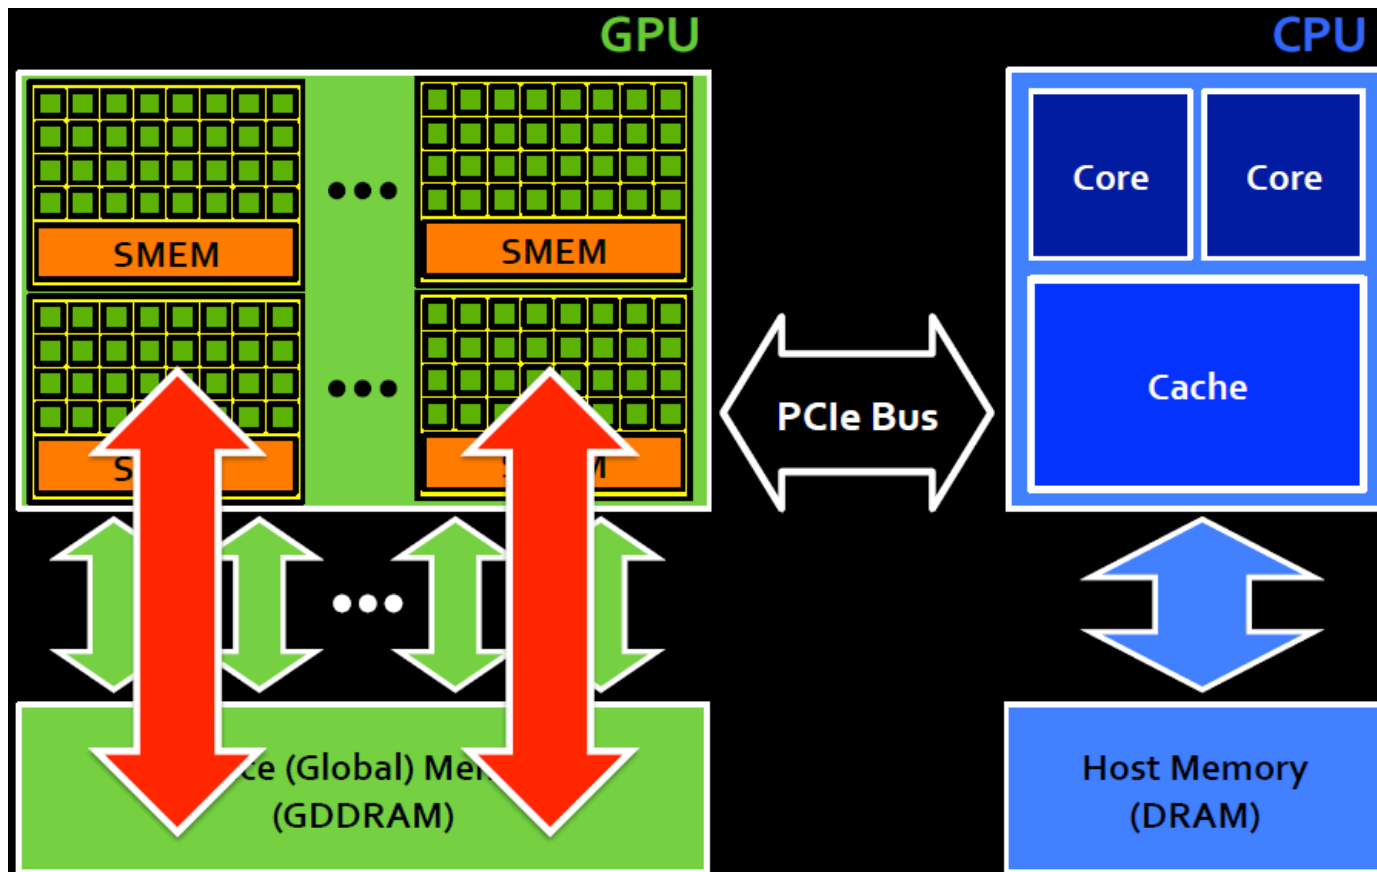 GPU
CPU
SMEM
SMEM
Core
Core
Cache
PCIe Bus
(Global)
(GDDRAM)
Host Memory
(DRAM)